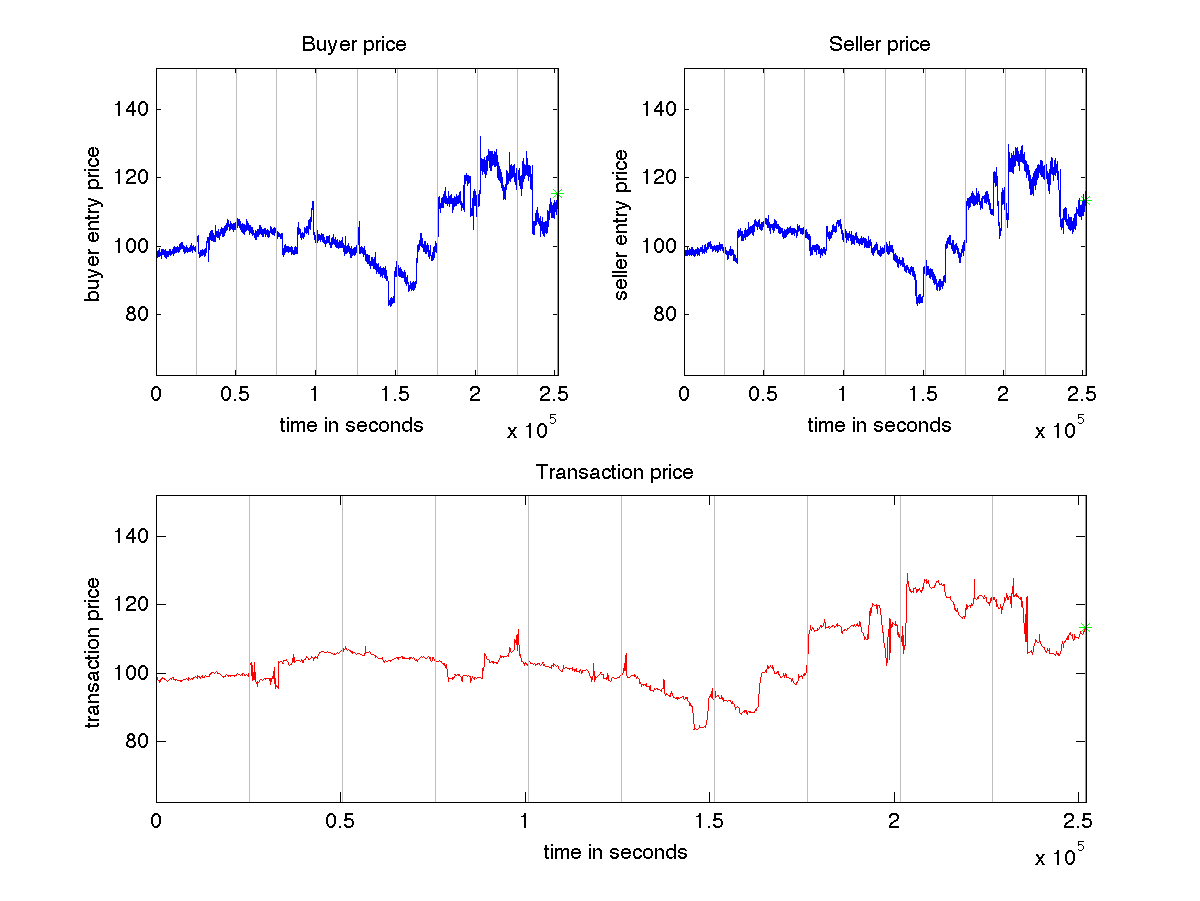 Buyer price
buyer entry price
140
120
100
80
0 0.5 1 1.5 2 2.5
time in seconds
x 10^5
Seller price
seller entry price
140
120
100
80
0 0.5 1 1.5 2 2.5
time in seconds
x 10^5
Transaction price
transaction price
140
120
100
80
0 0.5 1 1.5 2 2.5
time in seconds
x 10^5